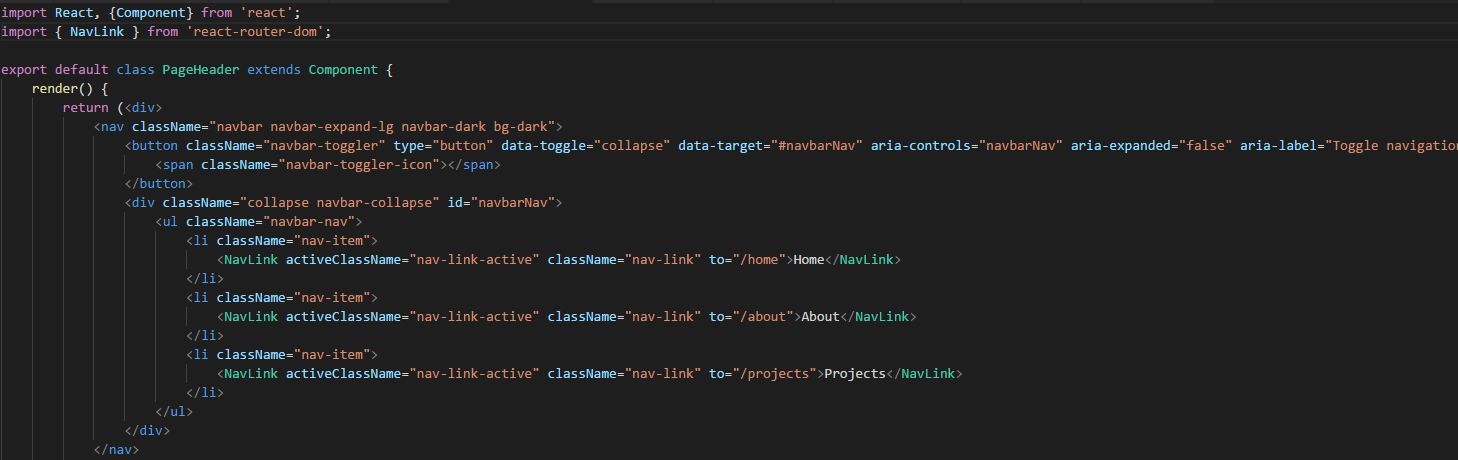 import React, {Component} from 'react';
import { NavLink } from 'react-router-dom';
export default class PageHeader extends Component {
render() {
return (<div>
<nav className="navbar navbar-expand-lg navbar-dark bg-dark">
<button className="navbar-toggler" type="button" data-toggle="collapse" data-target="#navbarNav" aria-controls="navbarNav" aria-expanded="false" aria-label="Toggle navigation
<span className="navbar-toggler-icon"></span>
</button>
<div className="collapse navbar-collapse" id="navbarNav">
<ul className="navbar-nav">
<li className="nav-item">
<NavLink activeClassName="nav-link-active" className="nav-link" to="/home">Home</NavLink>
</li>
<li className="nav-item">
<NavLink activeClassName="nav-link-active" className="nav-link" to="/about">About</NavLink>
</li>
<li className="nav-item">
<NavLink activeClassName="nav-link-active" className="nav-link" to="/projects">Projects</NavLink>
</li>
</ul>
</div>
</nav>